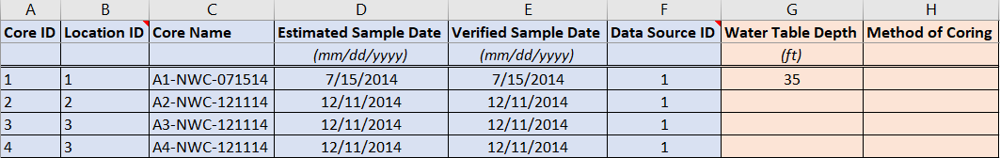 A B C D E F G H
Core ID Location ID Core Name Estimated Sample Date Verified Sample Date Data Source ID Water Table Depth Method of Coring
(mm/dd/yyyy) (mm/dd/yyyy) (ft)
1 1 A1-NWC-071514 7/15/2014 7/15/2014 1 35
2 2 A2-NWC-121114 12/11/2014 12/11/2014 1
3 3 A3-NWC-121114 12/11/2014 12/11/2014 1
4 3 A4-NWC-121114 12/11/2014 12/11/2014 1